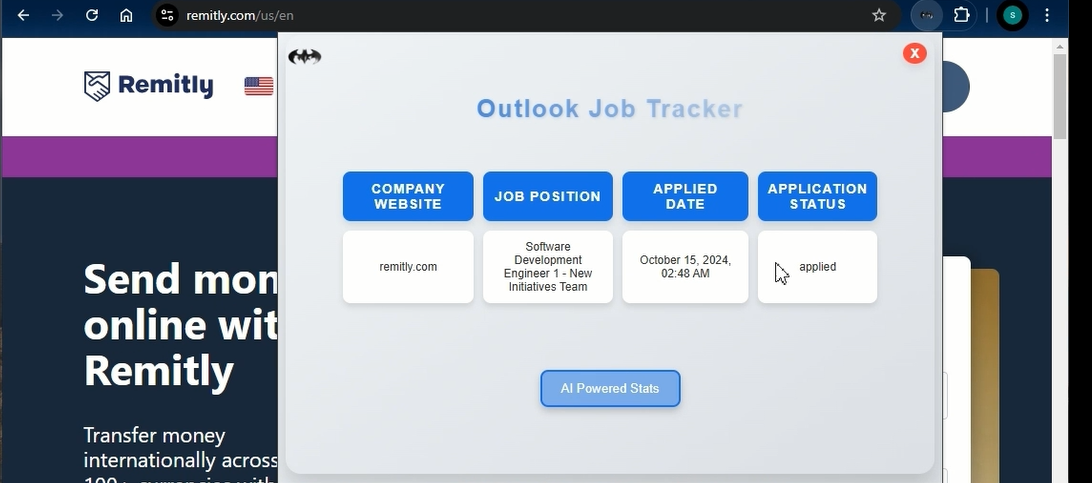 remitly.com/us/en
S
Remitly
X
Outlook Job Tracker
COMPANY
WEBSITE
JOB POSITION
APPLIED
DATE
APPLICATION
STATUS
remitly.com
Software
Development
Engineer 1 - New
Initiatives Team
October 15, 2024,
02:48 AM
applied
AI Powered Stats
Send mon
online wit
Remitly
Transfer money
internationally across